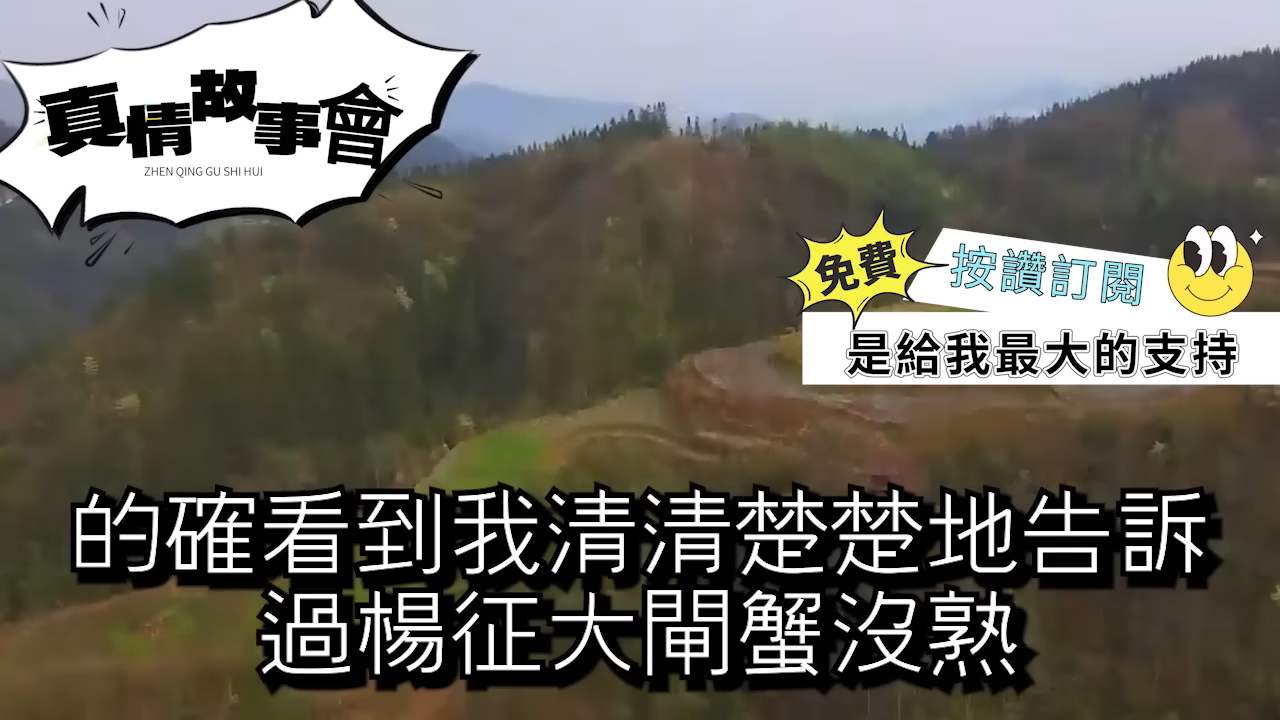 真情故事會
ZHEN QING GU SHI HUI
免費
按讚訂閱
是給我最大的支持
的確看到我清清楚楚地告訴
過楊征大閘蟹沒熟